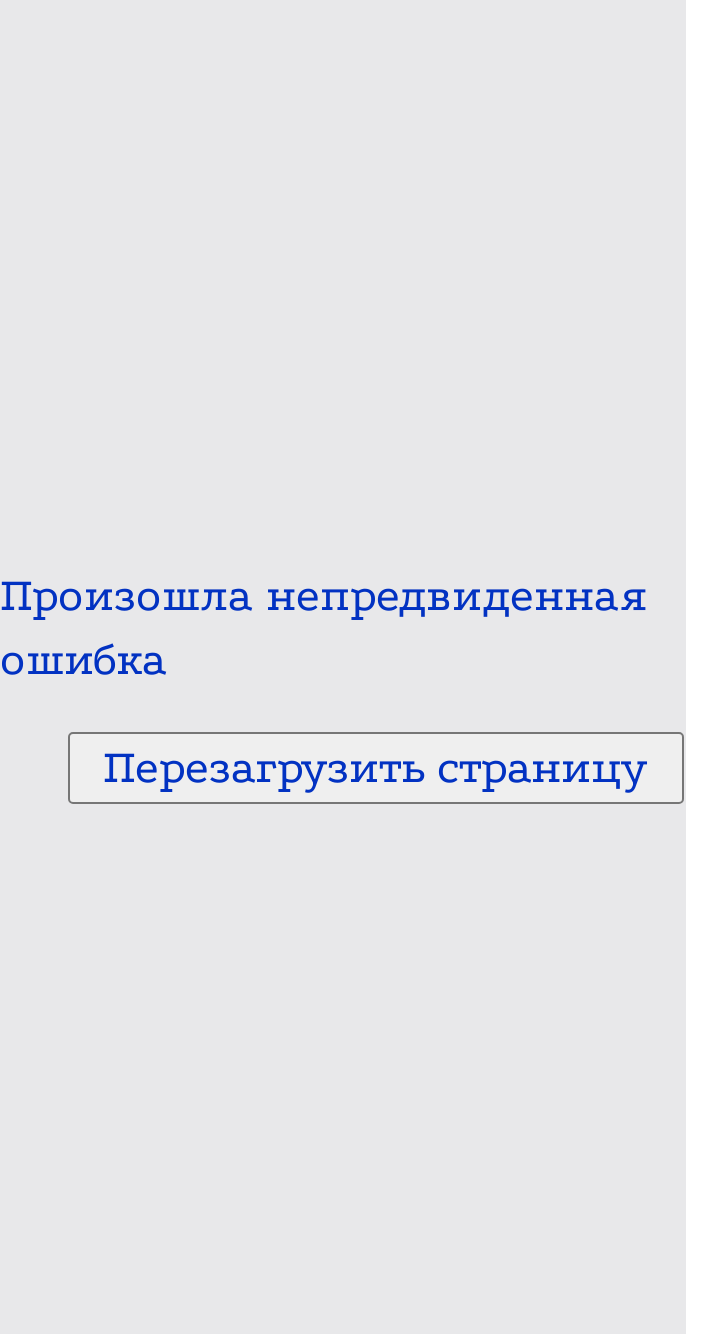 Произошла непредвиденная
ошибка
Перезагрузить страницу